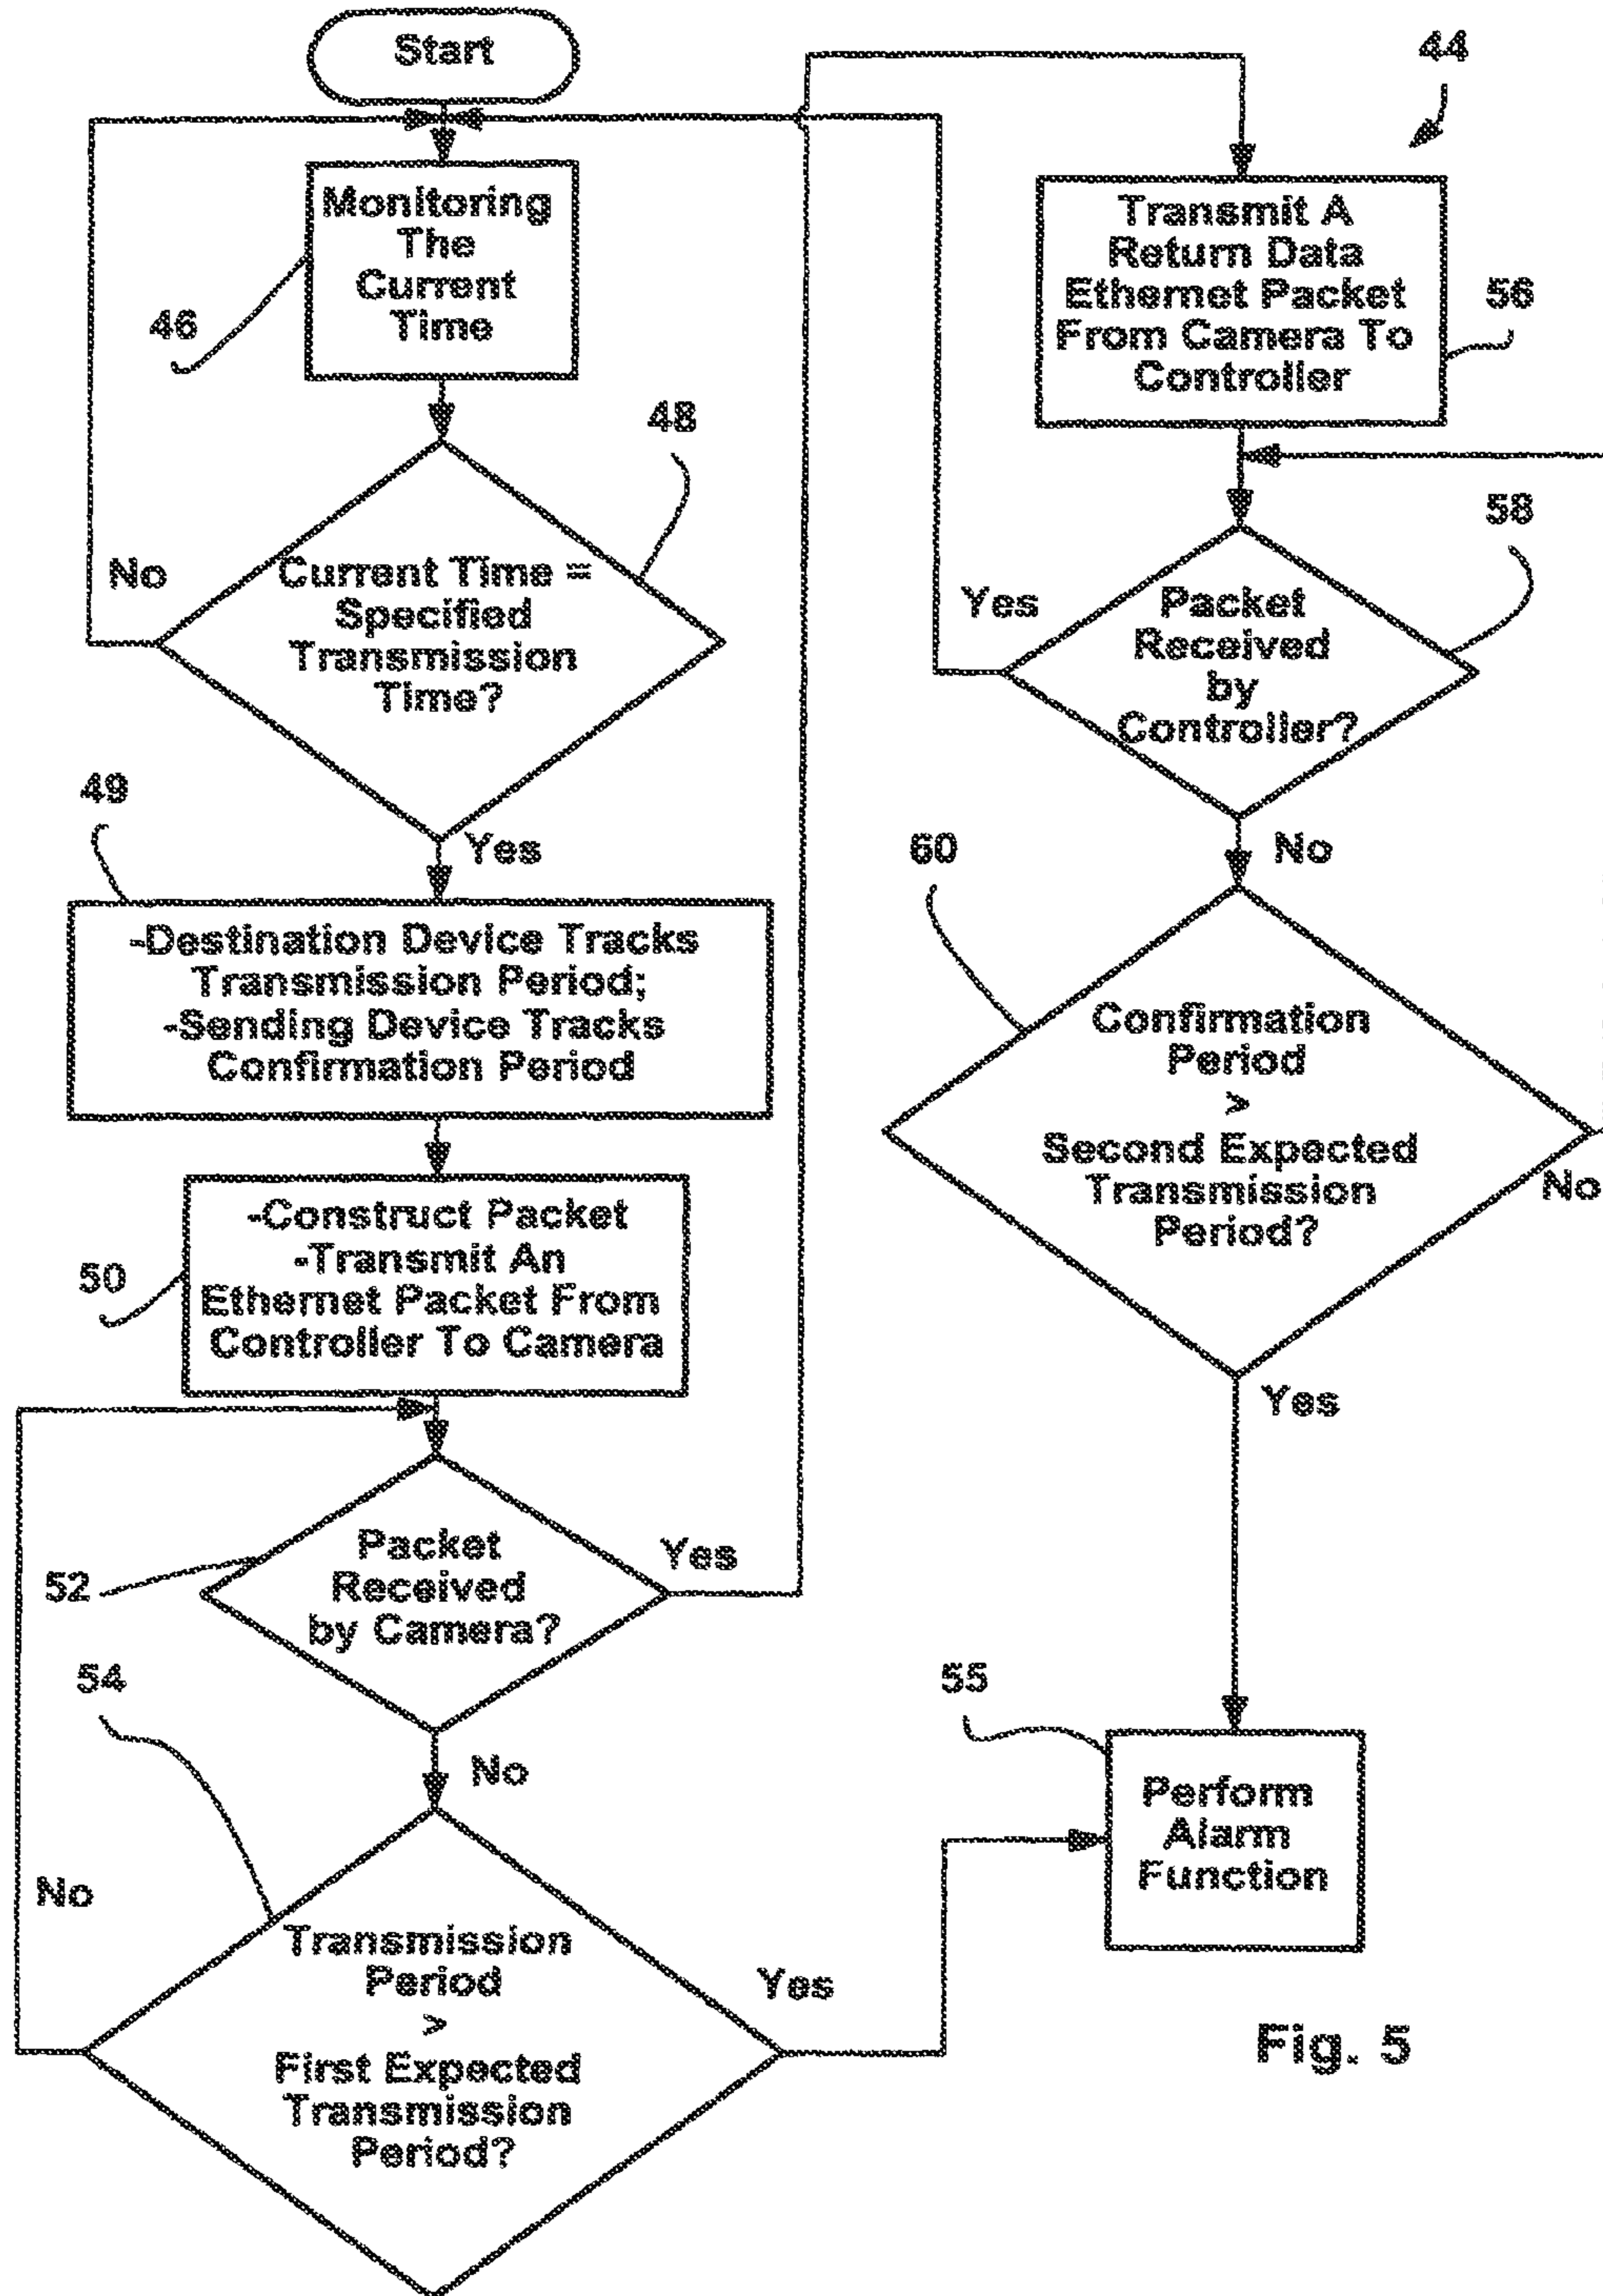 Start
Monitoring
The
Current
Time
46
48
No
Current Time =
Specified
Transmission
Time?
Yes
49
-Destination Device Tracks
Transmission Period;
-Sending Device Tracks
Confirmation Period
50
-Construct Packet
-Transmit An
Ethernet Packet From
Controller To Camera
52
Packet
Received
by Camera?
Yes
No
54
No
Transmission
Period
>
First Expected
Transmission
Period?
Yes
44
Transmit A
Return Data
Ethernet Packet
From Camera To
Controller
56
58
Yes
Packet
Received
by
Controller?
No
60
Confirmation
Period
>
Second Expected
Transmission
Period?
No
Yes
55
Perform
Alarm
Function
Fig. 5